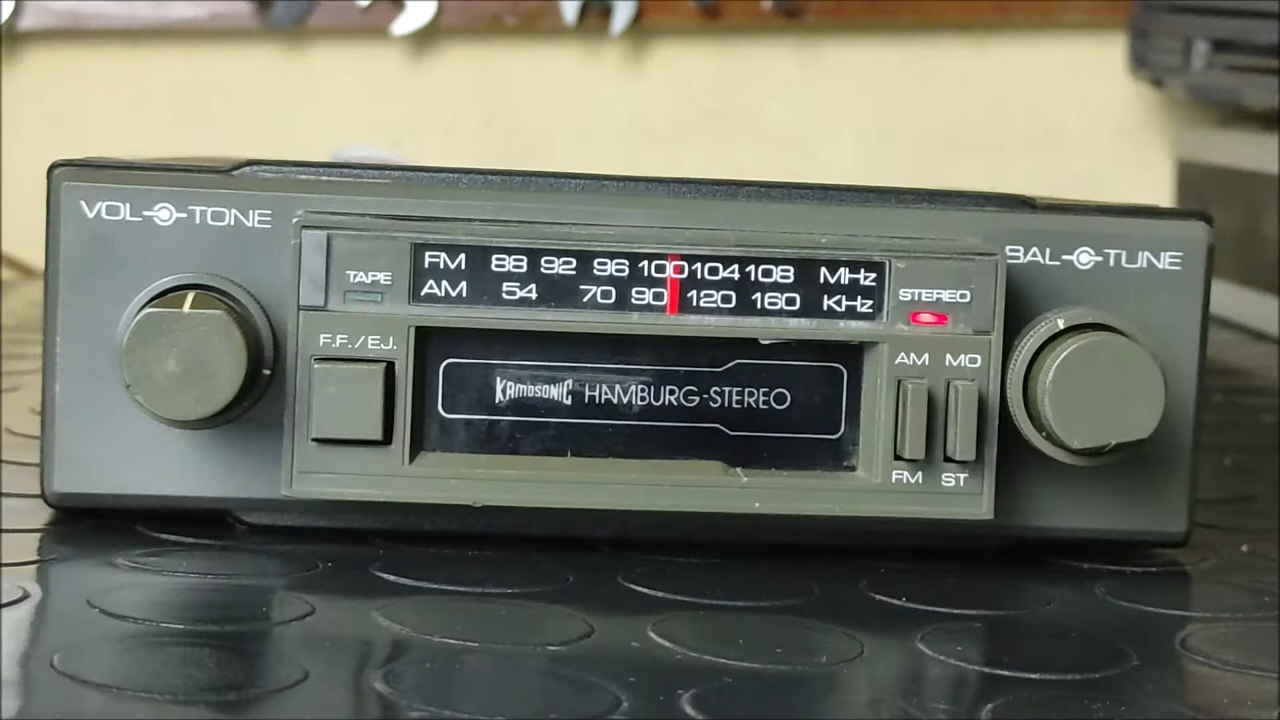 VOL TONE
BAL TUNE
TAPE
FM 88 92 96 100 104 108 MHz
AM 54 70 90 120 160 KHz
STEREO
F.F./EJ.
KAMOSONIC HAMBURG-STEREO
AM MO
FM ST